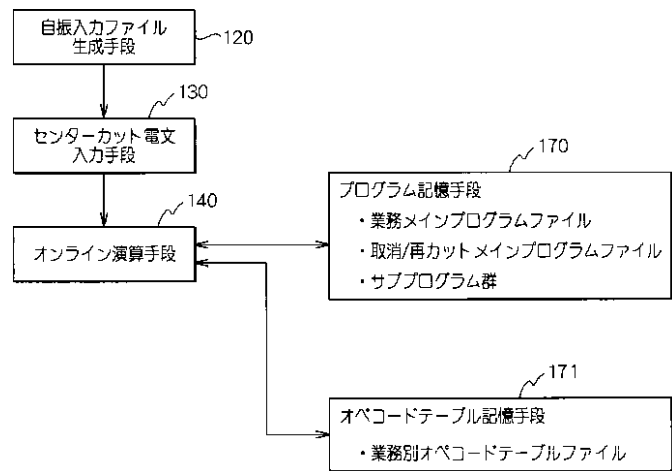 自振入力ファイル
生成手段
120
130
センターカット電文
入力手段
140
オンライン演算手段
170
プログラム記憶手段
・業務メインプログラムファイル
・取消/再カットメインプログラムファイル
・サブプログラム群
171
オペコードテーブル記憶手段
・業務別オペコードテーブルファイル